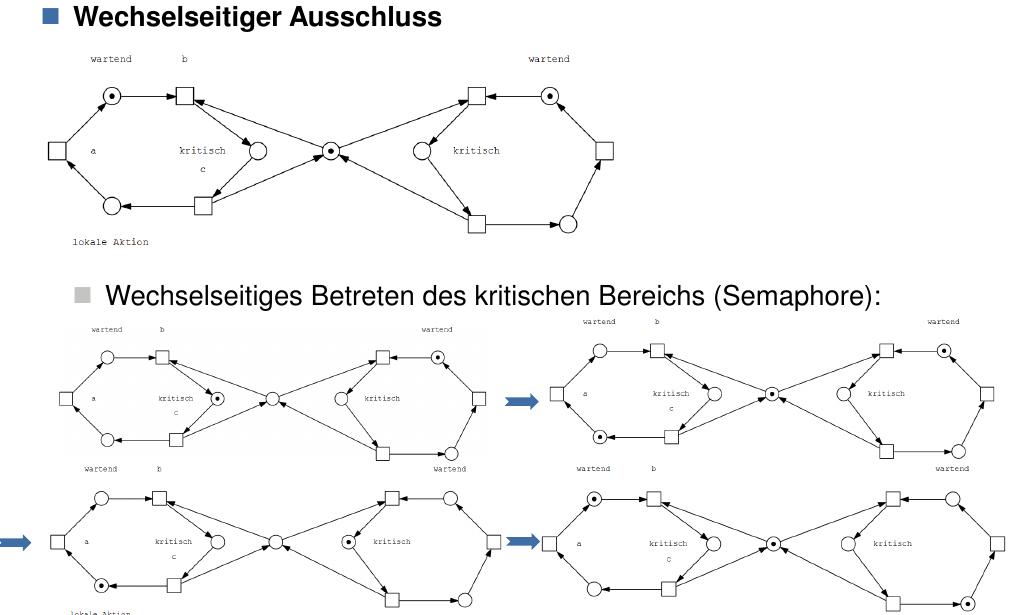 Wechselseitiger Ausschluss
wartend b wartend
a kritisch kritisch
c
lokale Aktion
Wechselseitiges Betreten des kritischen Bereichs (Semaphore):
wartend b wartend
a kritisch kritisch
c
wartend b wartend
a kritisch kritisch
c
wartend b wartend
a kritisch kritisch
c
lokale Aktion
wartend b wartend
a kritisch kritisch
c